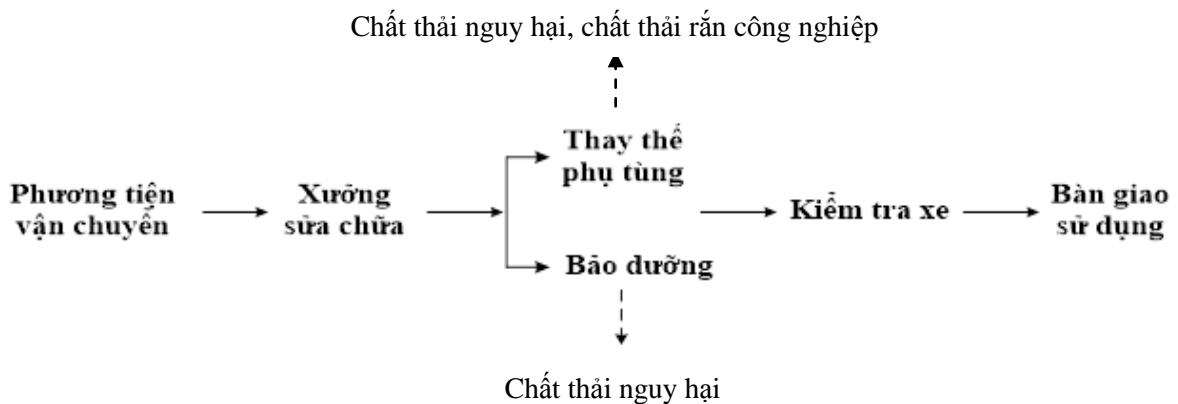 Chất thải nguy hại, chất thải rắn công nghiệp
Thay thế
phụ tùng
Phương tiện
vận chuyển
Xưởng
sửa chữa
Kiểm tra xe
Bàn giao
sử dụng
Bảo dưỡng
Chất thải nguy hại